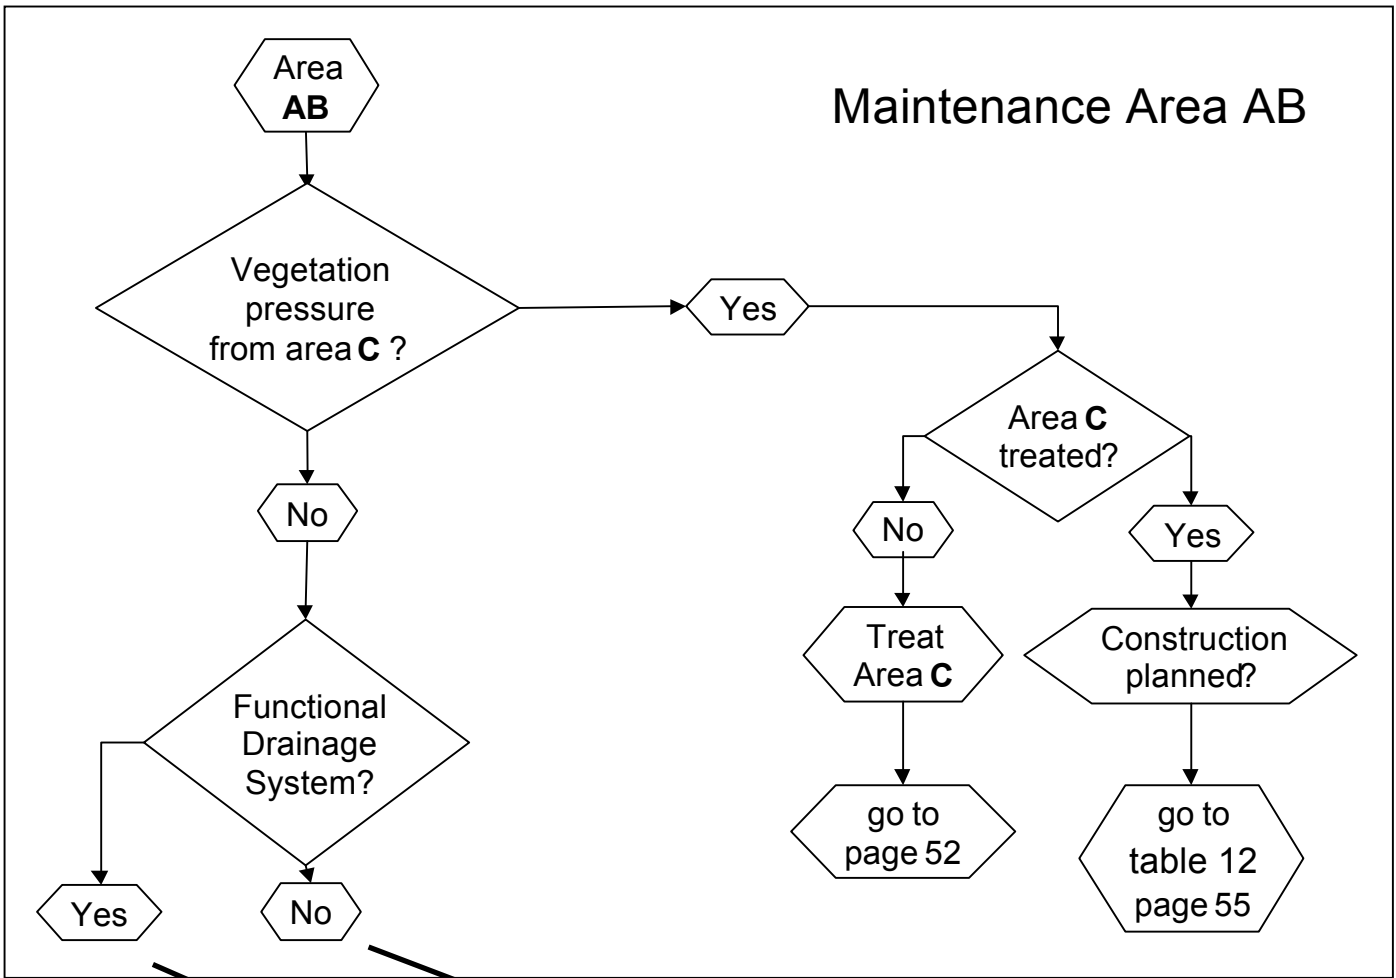 Area
AB
Maintenance Area AB
Vegetation
pressure
from area C ?
Yes
Area C
treated?
No
No
Yes
Treat
Area C
Construction
planned?
Functional
Drainage
System?
go to
page 52
go to
table 12
page 55
Yes
No